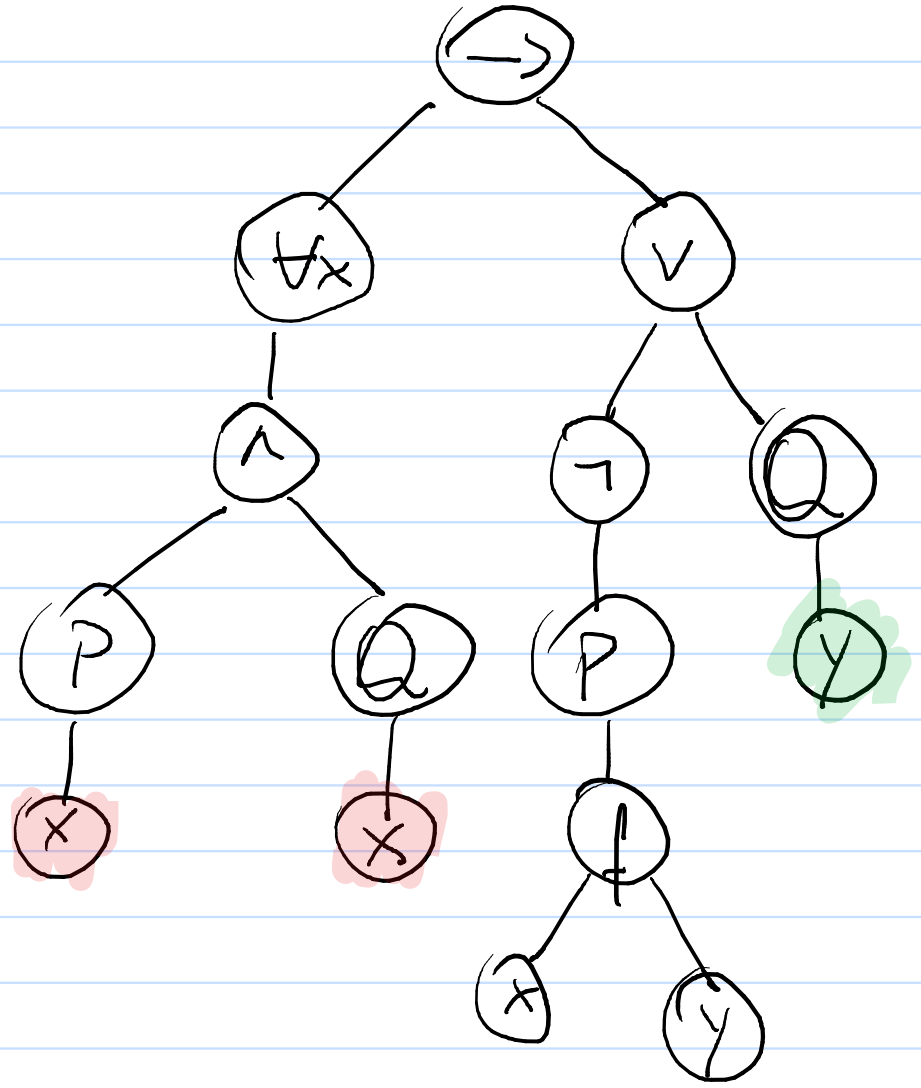 →
∀x ∨
∧ ¬ Q
P Q P y
x x f
x y